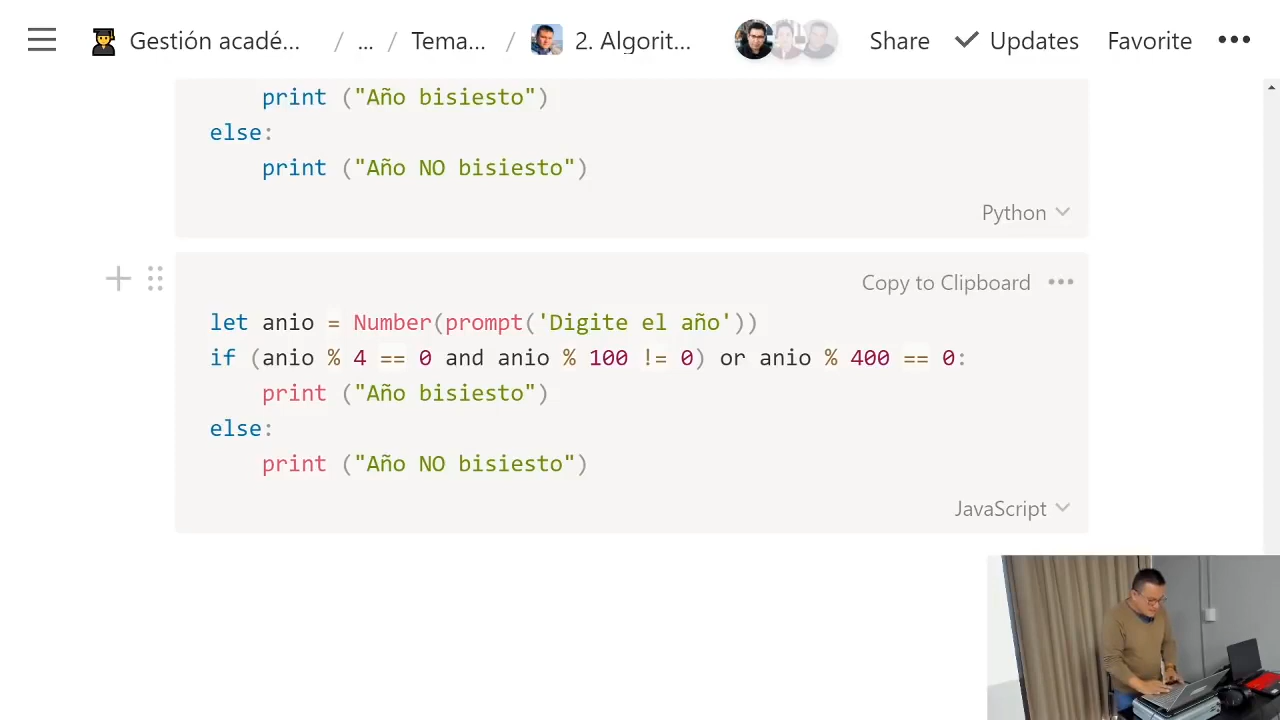 Gestión acadé... / ... / Tema... / 2. Algorit... Share Updates Favorite •••
print ("Año bisiesto")
else:
print ("Año NO bisiesto")
Python
Copy to Clipboard •••
let anio = Number(prompt('Digite el año'))
if (anio % 4 == 0 and anio % 100 != 0) or anio % 400 == 0:
print ("Año bisiesto")
else:
print ("Año NO bisiesto")
JavaScript